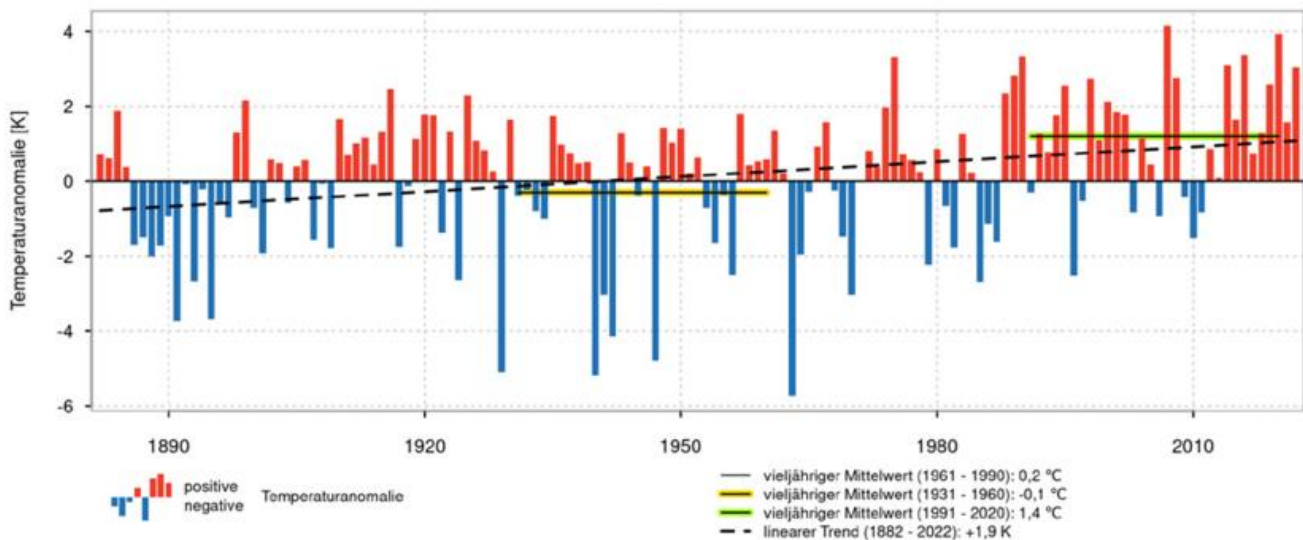 Temperaturanomalie [K]
4
2
0
-2
-4
-6
1890 1920 1950 1980 2010
positive
negative
Temperaturanomalie
vieljähriger Mittelwert (1961 - 1990): 0,2 °C
vieljähriger Mittelwert (1931 - 1960): -0,1 °C
vieljähriger Mittelwert (1991 - 2020): 1,4 °C
linearer Trend (1882 - 2022): +1,9 K